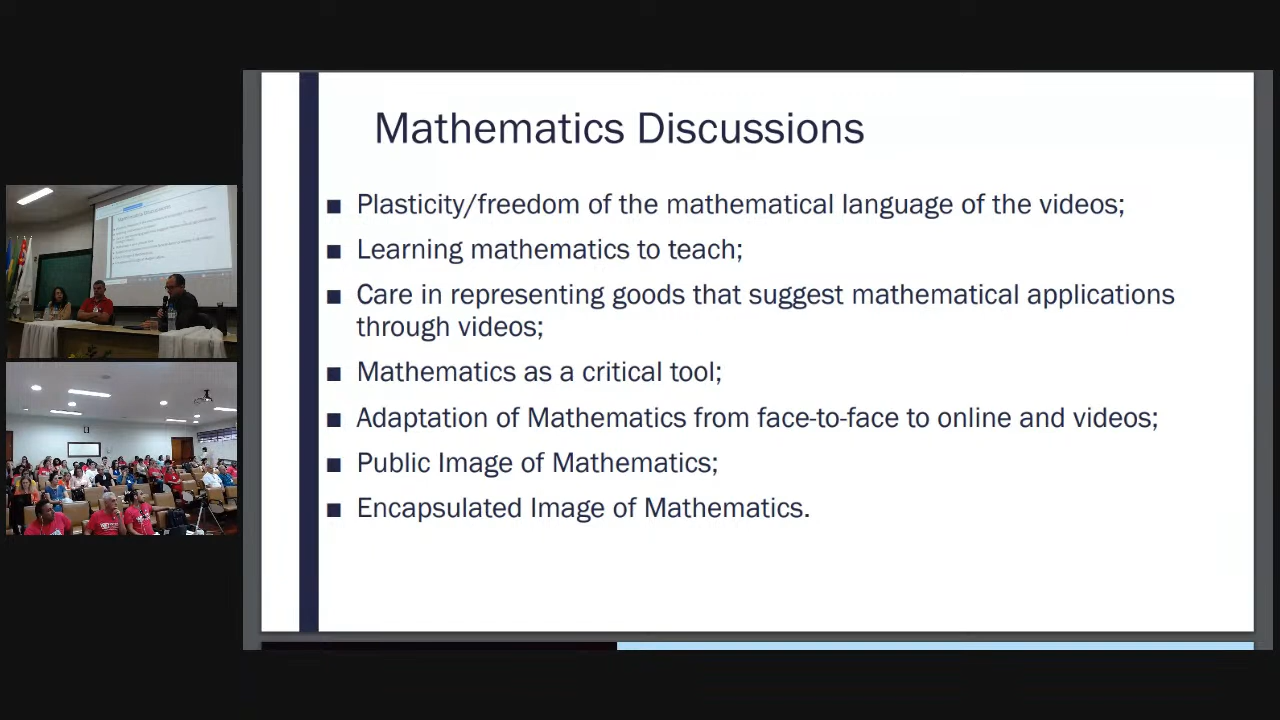 Mathematics Discussions
■ Plasticity/freedom of the mathematical language of the videos;
■ Learning mathematics to teach;
■ Care in representing goods that suggest mathematical applications
through videos;
■ Mathematics as a critical tool;
■ Adaptation of Mathematics from face-to-face to online and videos;
■ Public Image of Mathematics;
■ Encapsulated Image of Mathematics.